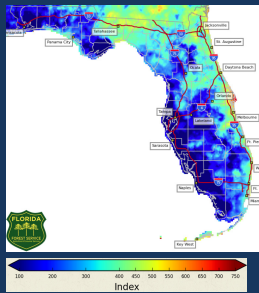 Jacksonville
Tallahassee
Panama City
St. Augustine
Ocala
Daytona Beach
Orlando
Tampa
Lakeland
Melbourne
Sarasota
Ft. Pie
Naples
Key West
FLORIDA
FOREST SERVICE
100 200 300 400 450 500 550 600 650 700 750
Index